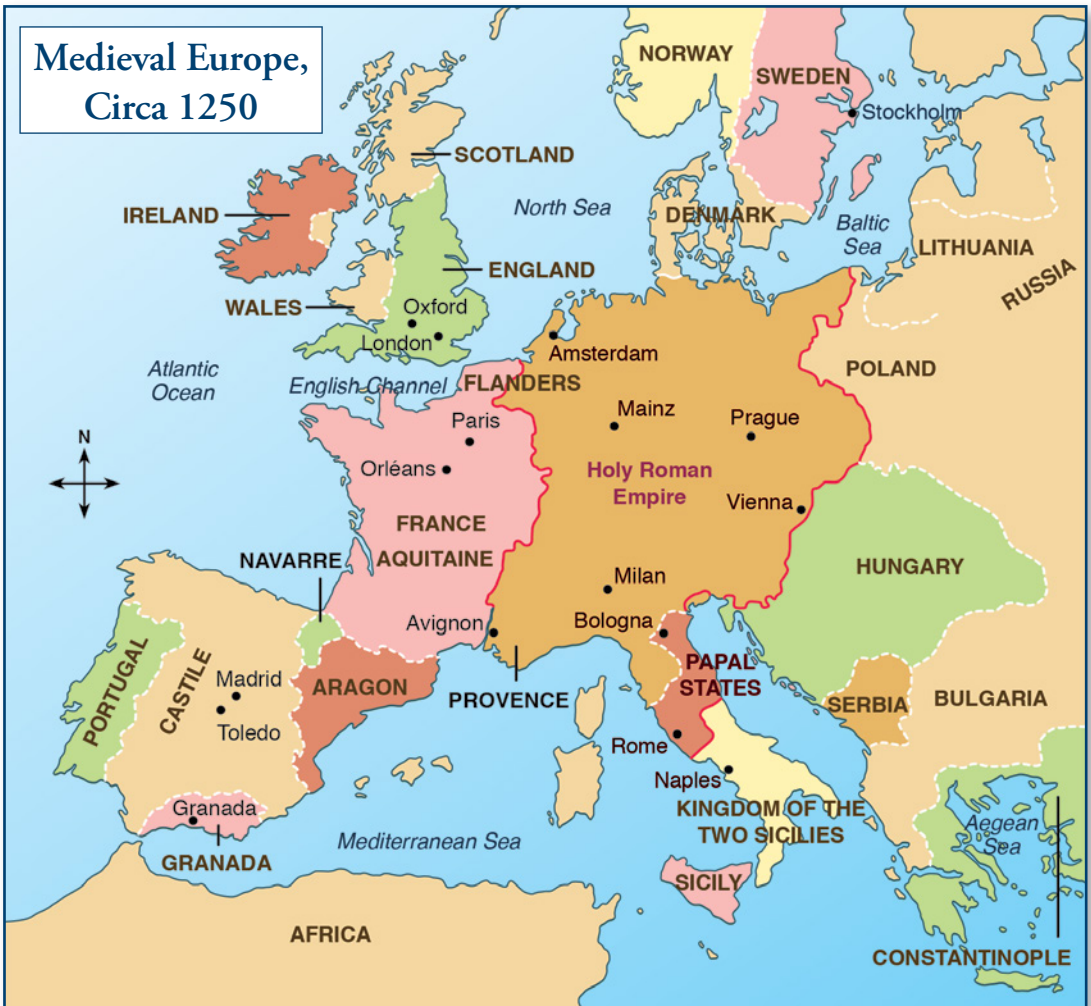 Medieval Europe,
Circa 1250
NORWAY
SWEDEN
Stockholm
SCOTLAND
North Sea
IRELAND
DENMARK
Baltic
Sea
LITHUANIA
RUSSIA
ENGLAND
WALES
Oxford
London
Amsterdam
Atlantic
Ocean
English Channel
FLANDERS
POLAND
Paris
Mainz
Prague
N
Orléans
Holy Roman
Empire
Vienna
FRANCE
AQUITAINE
NAVARRE
HUNGARY
Milan
Avignon
Bologna
PORTUGAL
CASTILE
Madrid
Toledo
ARAGON
PROVENCE
PAPAL
STATES
SERBIA
BULGARIA
Rome
Naples
Granada
GRANADA
Mediterranean Sea
KINGDOM OF THE
TWO SICILIES
Aegean
Sea
SICILY
AFRICA
CONSTANTINOPLE